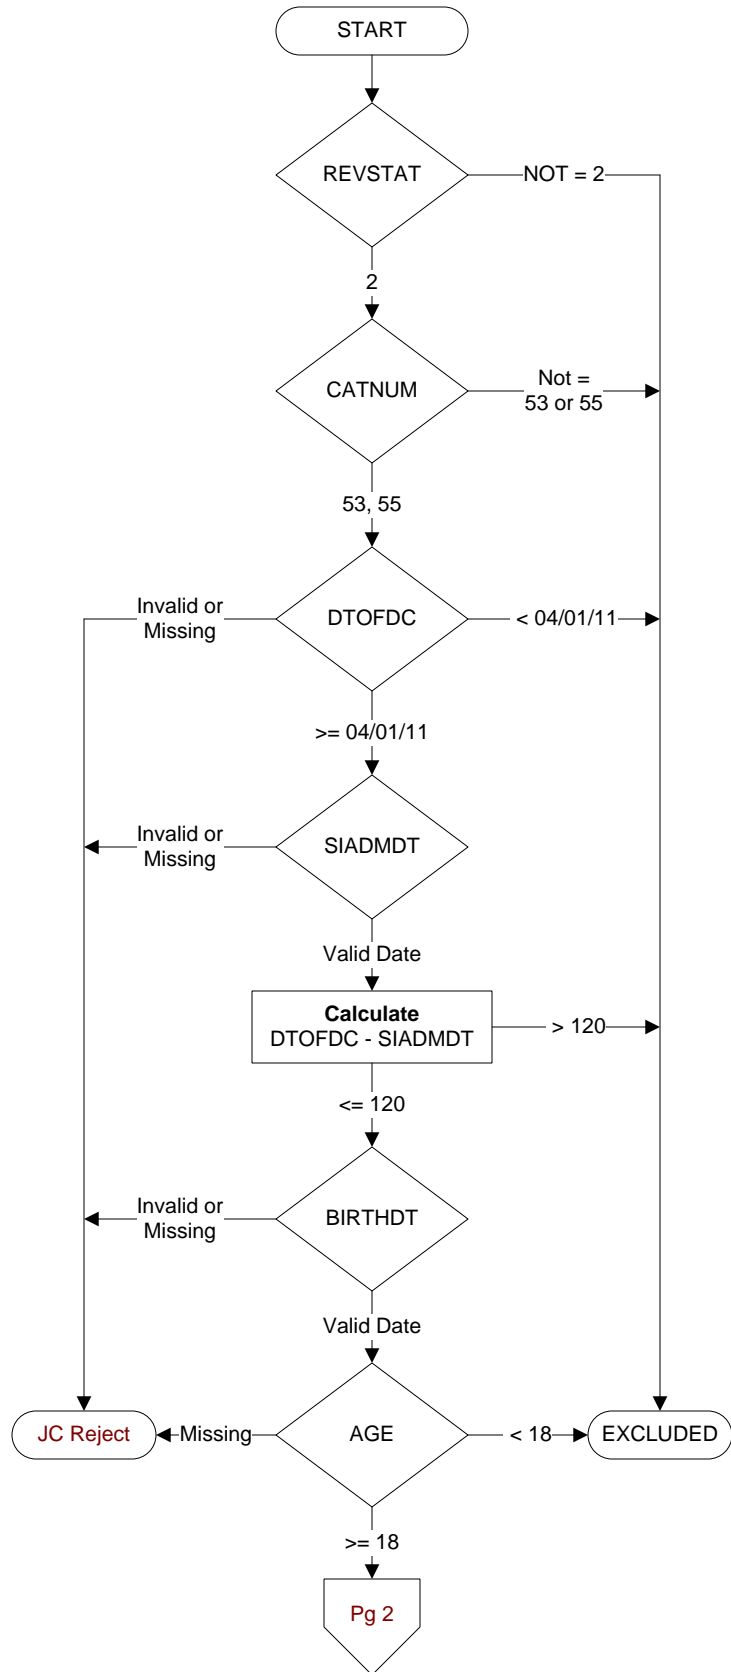 START
REVSTAT
NOT = 2
2
CATNUM
Not =
53 or 55
53, 55
Invalid or
Missing
DTOFDC
< 04/01/11
>= 04/01/11
Invalid or
Missing
SIADMDT
Valid Date
Calculate
DTOFDC - SIADMDT
> 120
<= 120
Invalid or
Missing
BIRTHDT
Valid Date
JC Reject
Missing
AGE
< 18
EXCLUDED
>= 18
Pg 2